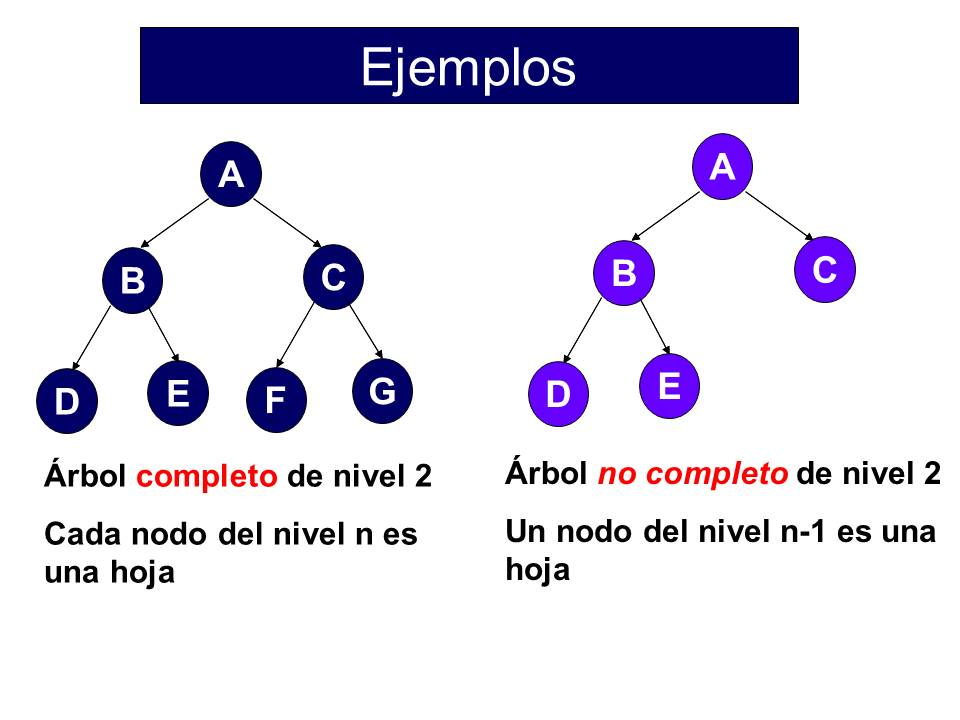 Ejemplos
A
B
C
D
E
F
G
Árbol completo de nivel 2
Cada nodo del nivel n es
una hoja
A
B
C
D
E
Árbol no completo de nivel 2
Un nodo del nivel n-1 es una
hoja